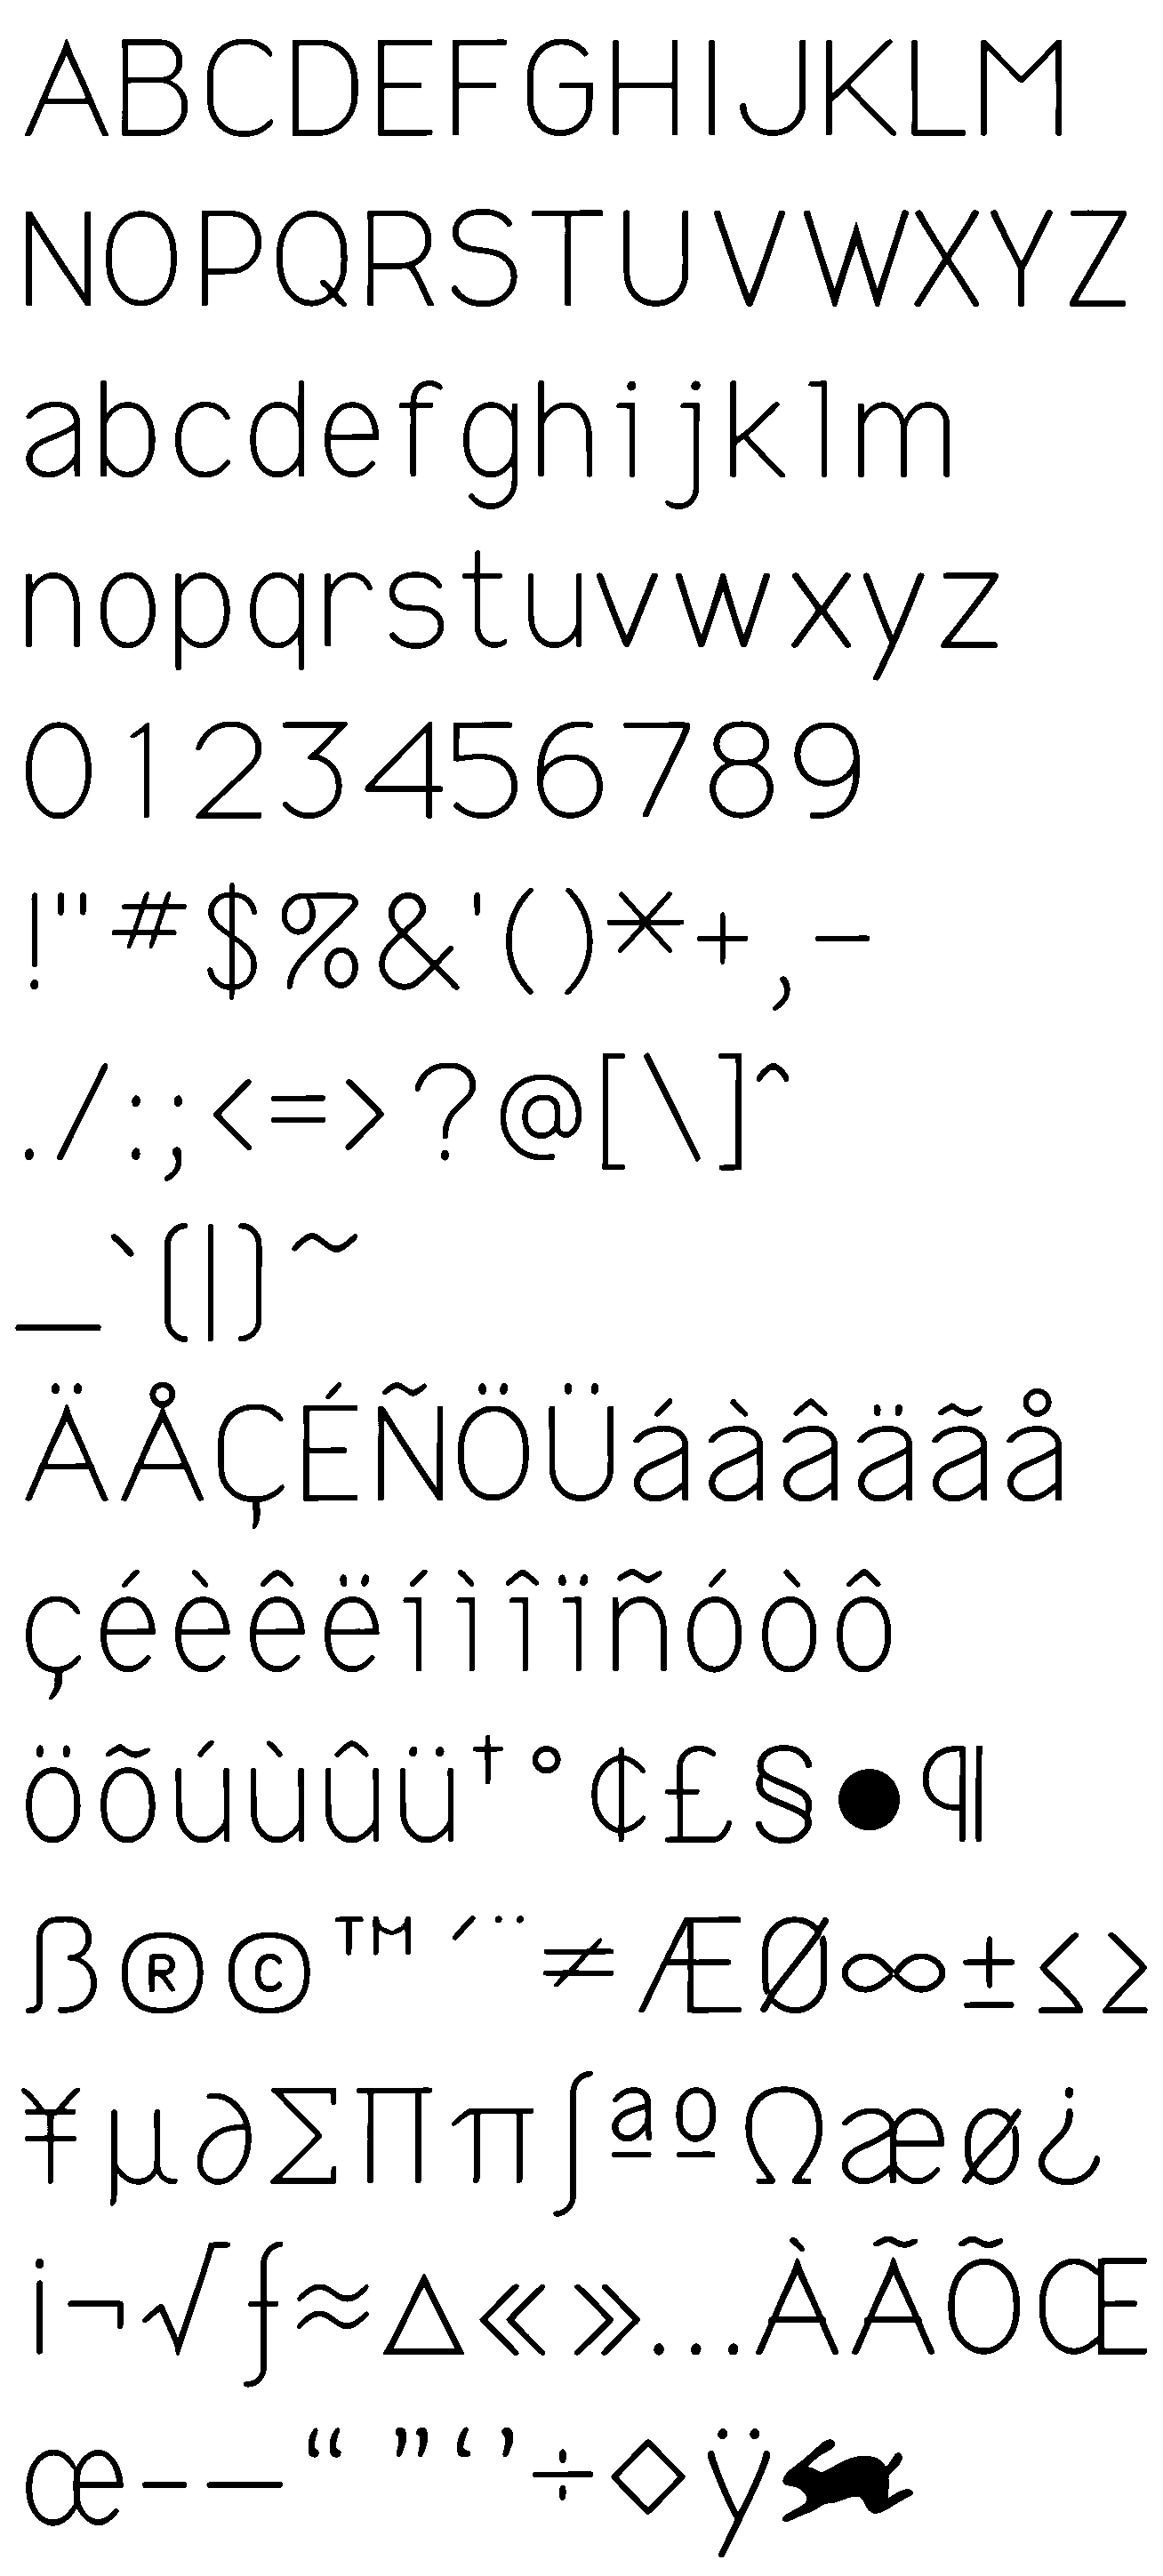 ABCDEFGHIJKLM
NOPQRSTUVWXYZ
abcdefghijklm
nopqrstuvwxyz
0123456789
!"#$%&'()*+,-
./:;<=>?@[\]^
_`{|}~
ÄÅÇÉÑÖÜáàâäãå
çéèêëíìîïñóòô
öõúùûü†°¢£§•¶
ß®©™´¨≠ÆØ∞±≤≥
¥µ∂∑∏π∫ªºΩæø¿
¡¬√ƒ≈∆«»…ÀÃÕŒ
œ–—“”‘’÷◊ÿ